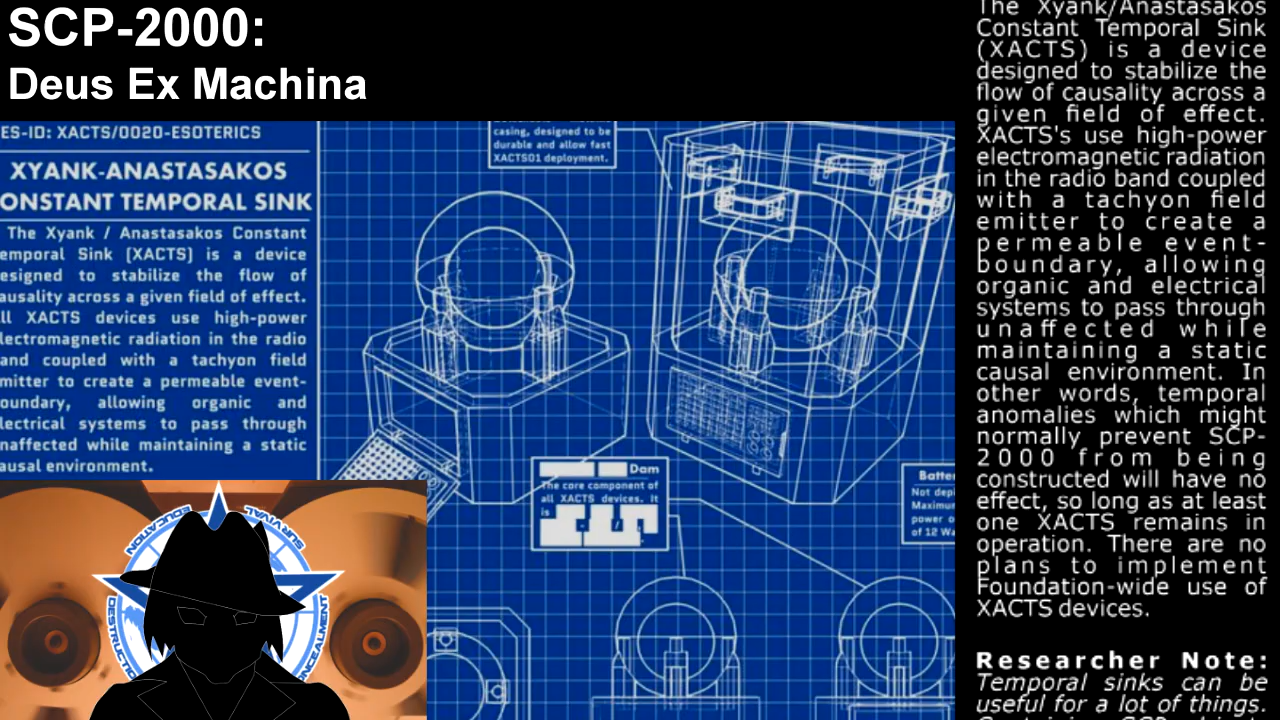 SCP-2000:
Deus Ex Machina
ES-ID: XACTS/0020-ESOTERICS
XYANK-ANASTASAKOS
ONSTANT TEMPORAL SINK
The Xyank / Anastasakos Constant
emporal Sink (XACTS) is a device
esigned to stabilize the flow of
ausality across a given field of effect.
ll XACTS devices use high-power
lectromagnetic radiation in the radio
and coupled with a tachyon field
mitter to create a permeable event-
oundary, allowing organic and
lectrical systems to pass through
naffected while maintaining a static
ausal environment.
casing, designed to be
durable and allow fast
XACTS01 deployment.
Dam
The core component of
all XACTS devices. It
is
Batte
Not depi
Maximu
power o
of 12 Wa
EDUCATION
SURVIVAL
DESTRUCTIO
ONCEALMENT
The Xyank/Anastasakos
Constant Temporal Sink
(XACTS) is a device
designed to stabilize the
flow of causality across a
given field of effect.
XACTS's use high-power
electromagnetic radiation
in the radio band coupled
with a tachyon field
emitter to create a
permeable event-
boundary, allowing
organic and electrical
systems to pass through
unaffected while
maintaining a static
causal environment. In
other words, temporal
anomalies which might
normally prevent SCP-
2000 from being
constructed will have no
effect, so long as at least
one XACTS remains in
operation. There are no
plans to implement
Foundation-wide use of
XACTS devices.
Researcher Note:
Temporal sinks can be
useful for a lot of things.